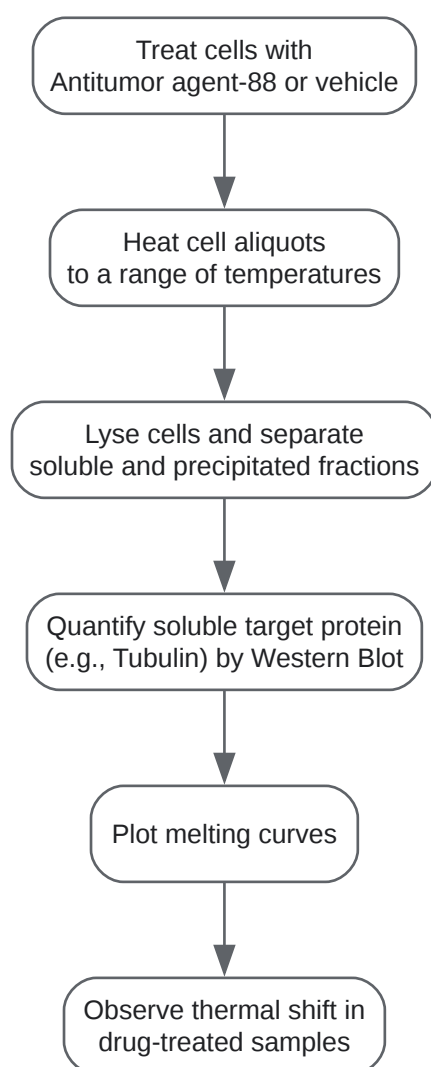 Treat cells with
Antitumor agent-88 or vehicle
Heat cell aliquots
to a range of temperatures
Lyse cells and separate
soluble and precipitated fractions
Quantify soluble target protein
(e.g., Tubulin) by Western Blot
Plot melting curves
Observe thermal shift in
drug-treated samples